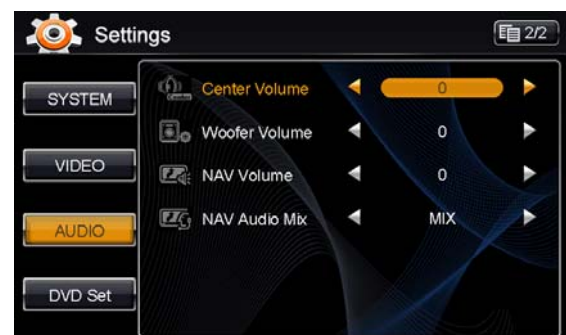 Settings
2/2
SYSTEM
VIDEO
AUDIO
DVD Set
Center Volume 0
Woofer Volume 0
NAV Volume 0
NAV Audio Mix MIX